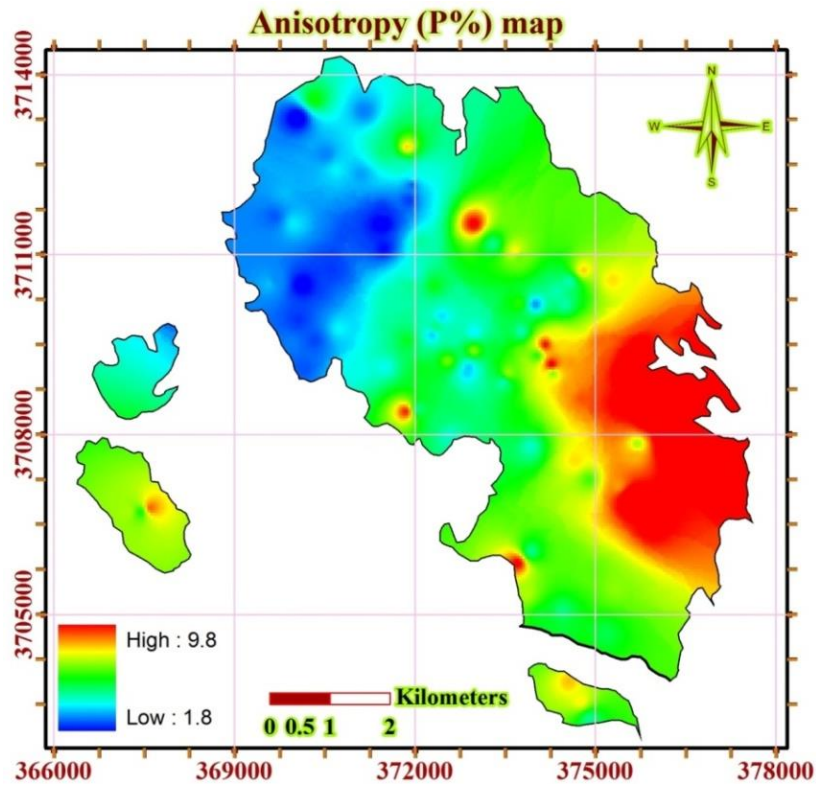 Anisotropy (P%) map
3714000
3711000
3708000
3705000
N
W E
S
High : 9.8
Low : 1.8
Kilometers
0 0.5 1 2
366000 369000 372000 375000 378000